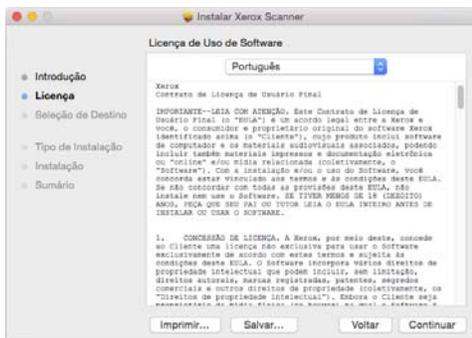 Instalar Xerox Scanner
Licença de Uso de Software
Português
Introdução
Licença
Seleção de Destino
Tipo de Instalação
Instalação
Sumário
Xerox
Contrato de Licença de Usuário Final
IMPORTANTE--LEIA COM ATENÇÃO. Este Contrato de Licença de
Usuário Final (o "EULA") é um acordo legal entre a Xerox e
você, o consumidor e proprietário original do software Xerox
identificado acima (o "Cliente"), cujo produto inclui software
de computador e os materiais audiovisuais associados, podendo
incluir também materiais impressos e documentação eletrônica
ou "online" e/ou mídia relacionada (coletivamente, o
"Software"). Com a instalação e/ou o uso do Software, você
concorda estar vinculado aos termos e às condições deste EULA.
Se não concordar com todas as provisões deste EULA, não
instale nem use o Software. SE TIVER MENOS DE 18 (DEZOITO)
ANOS, PEÇA QUE SEU PAI OU TUTOR LEIA O EULA INTEIRO ANTES DE
INSTALAR OU USAR O SOFTWARE.
1. CONCESSÃO DE LICENÇA. A Xerox, por meio deste, concede
ao Cliente uma licença não exclusiva para usar o Software
exclusivamente de acordo com estes termos e sujeita às
condições deste EULA. O Software incorpora vários direitos de
propriedade intelectual que podem incluir, sem limitação,
direitos autorais, marcas registradas, patentes, segredos
comerciais e outros direitos de propriedade (coletivamente, os
"Direitos de propriedade intelectual"). Embora o Cliente seja
Imprimir...
Salvar...
Voltar
Continuar